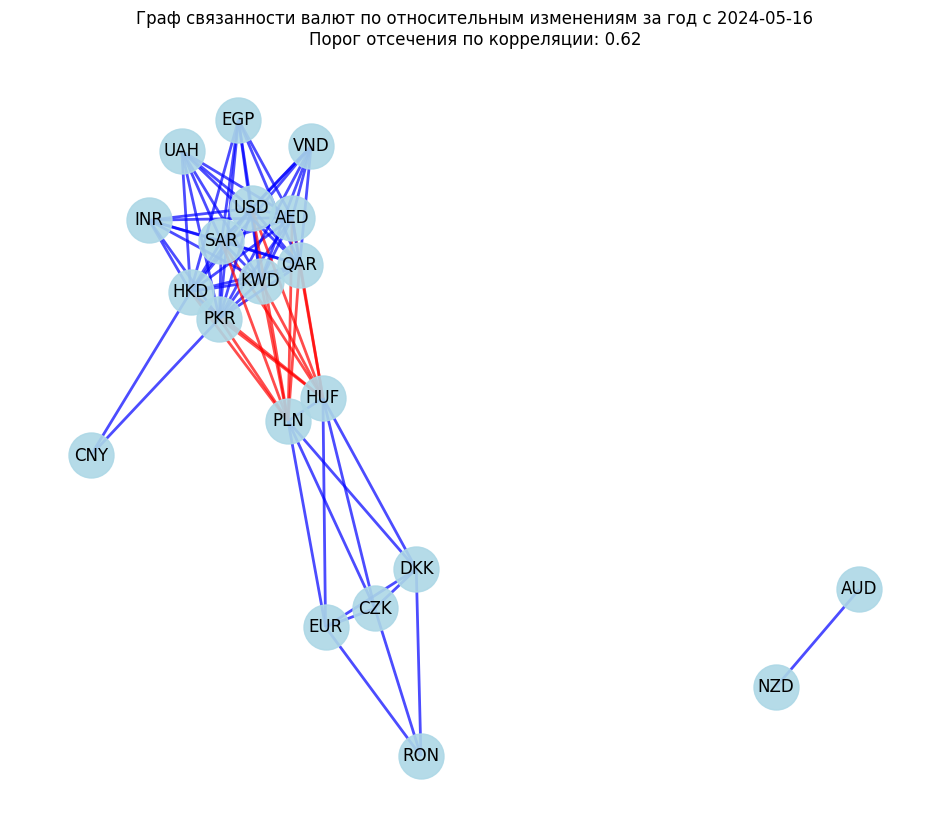 Граф связанности валют по относительным изменениям за год с 2024-05-16
Порог отсечения по корреляции: 0.62
EGP
VND
UAH
USD
INR
AED
SAR
QAR
KWD
HKD
PKR
HUF
PLN
CNY
DKK
AUD
CZK
EUR
NZD
RON